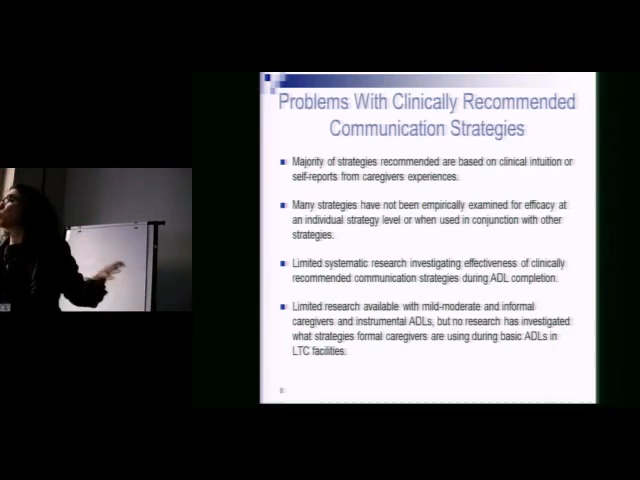 Problems With Clinically Recommended
Communication Strategies
Majority of strategies recommended are based on clinical intuition or
self-reports from caregivers experiences.
Many strategies have not been empirically examined for efficacy at
an individual strategy level or when used in conjunction with other
strategies.
Limited systematic research investigating effectiveness of clinically
recommended communication strategies during ADL completion.
Limited research available with mild-moderate and informal
caregivers and instrumental ADLs, but no research has investigated
what strategies formal caregivers are using during basic ADLs in
LTC facilities.